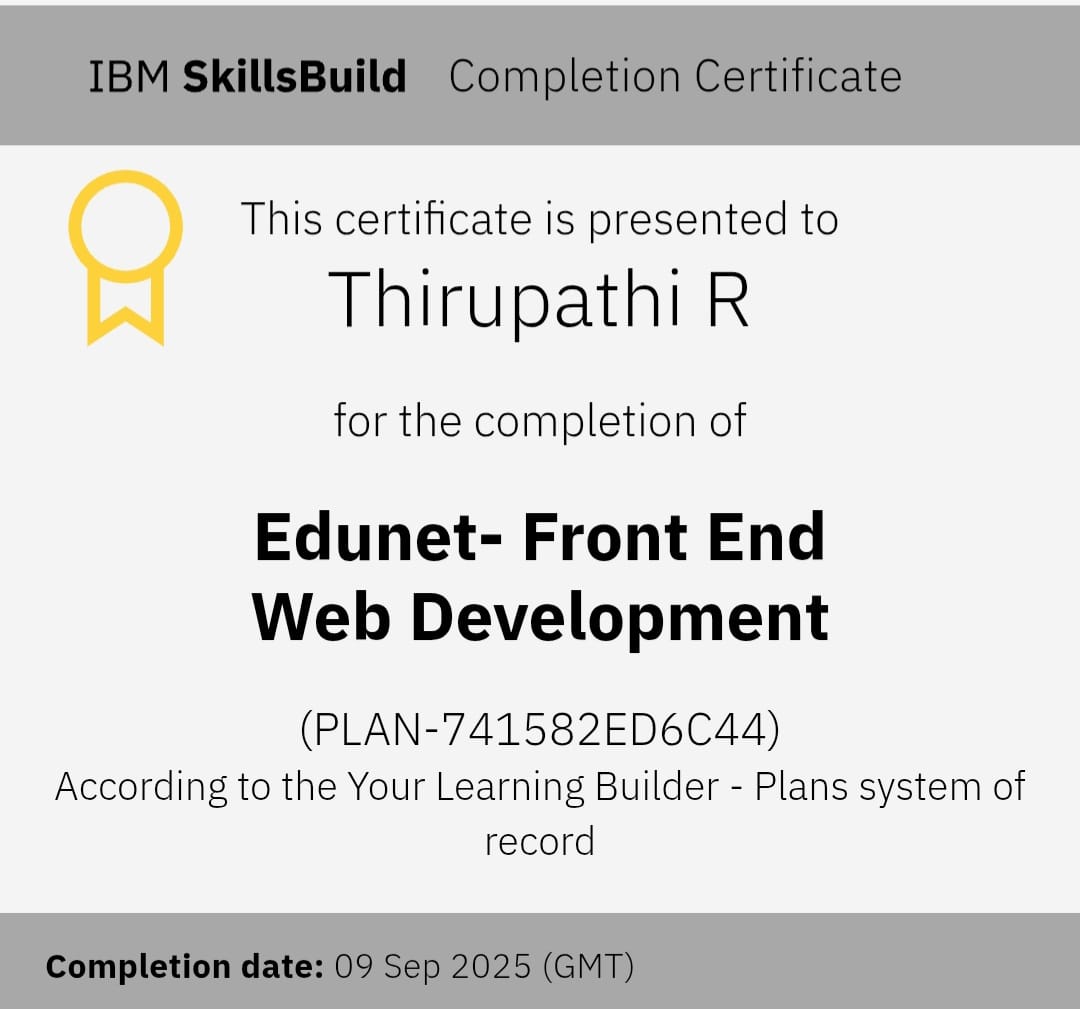 IBM SkillsBuild Completion Certificate
This certificate is presented to
Thirupathi R
for the completion of
Edunet- Front End
Web Development
(PLAN-741582ED6C44)
According to the Your Learning Builder - Plans system of
record
Completion date: 09 Sep 2025 (GMT)